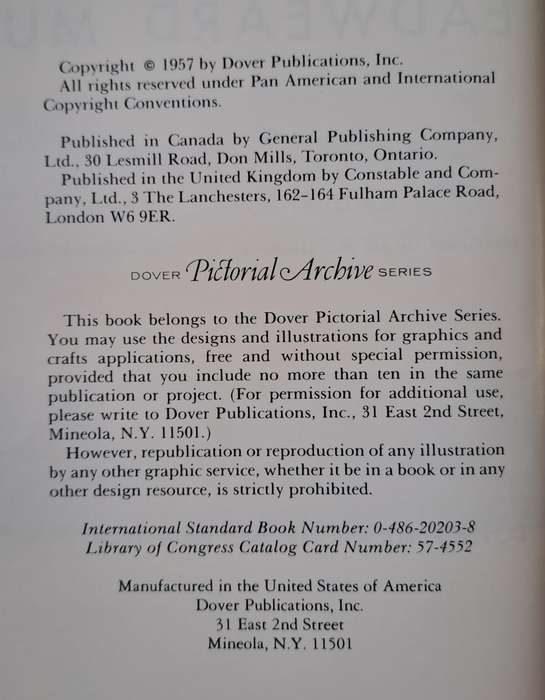 Copyright © 1957 by Dover Publications, Inc.
All rights reserved under Pan American and International
Copyright Conventions.
Published in Canada by General Publishing Company,
Ltd., 30 Lesmill Road, Don Mills, Toronto, Ontario.
Published in the United Kingdom by Constable and Com-
pany, Ltd., 3 The Lanchesters, 162–164 Fulham Palace Road,
London W6 9ER.
DOVER Pictorial Archive SERIES
This book belongs to the Dover Pictorial Archive Series.
You may use the designs and illustrations for graphics and
crafts applications, free and without special permission,
provided that you include no more than ten in the same
publication or project. (For permission for additional use,
please write to Dover Publications, Inc., 31 East 2nd Street,
Mineola, N.Y. 11501.)
However, republication or reproduction of any illustration
by any other graphic service, whether it be in a book or in any
other design resource, is strictly prohibited.
International Standard Book Number: 0-486-20203-8
Library of Congress Catalog Card Number: 57-4552
Manufactured in the United States of America
Dover Publications, Inc.
31 East 2nd Street
Mineola, N.Y. 11501